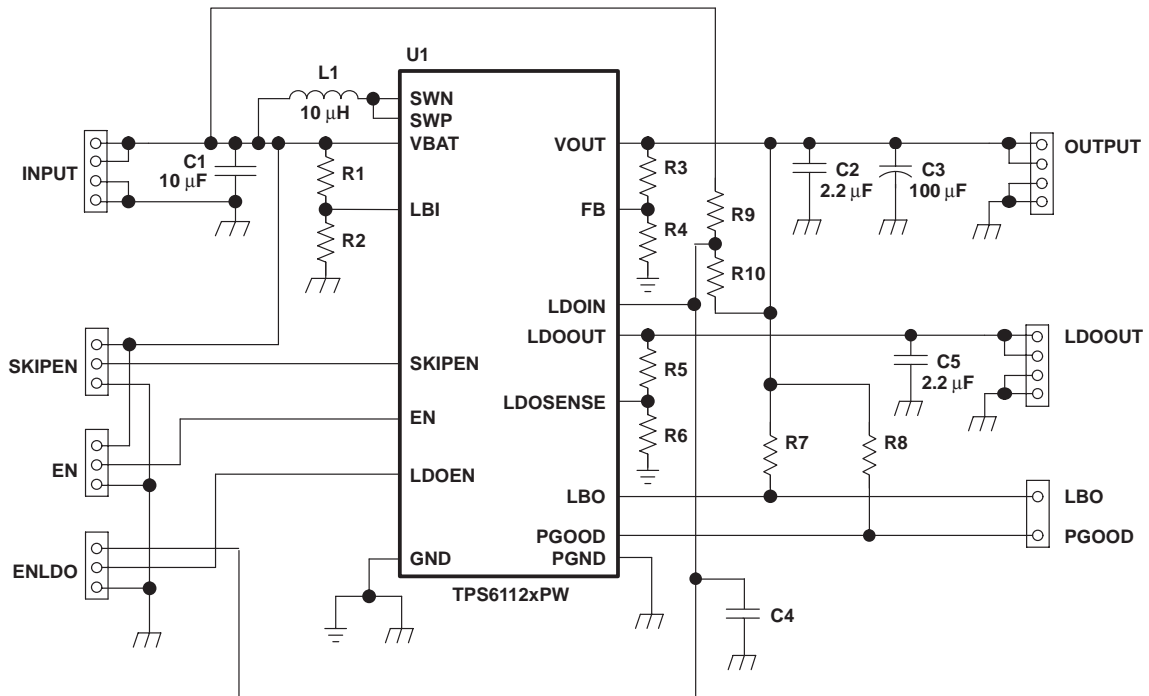 U1
L1
10 μH
SWN
SWP
VBAT
VOUT
OUTPUT
INPUT
C1
10 μF
R1
R3
C2
2.2 μF
C3
100 μF
LBI
FB
R9
R2
R4
R10
LDOIN
LDOOUT
LDOOUT
SKIPEN
SKIPEN
R5
C5
2.2 μF
LDOSENSE
EN
R6
R7
R8
EN
LDOEN
LBO
LBO
PGOOD
PGOOD
ENLDO
GND
PGND
TPS6112xPW
C4